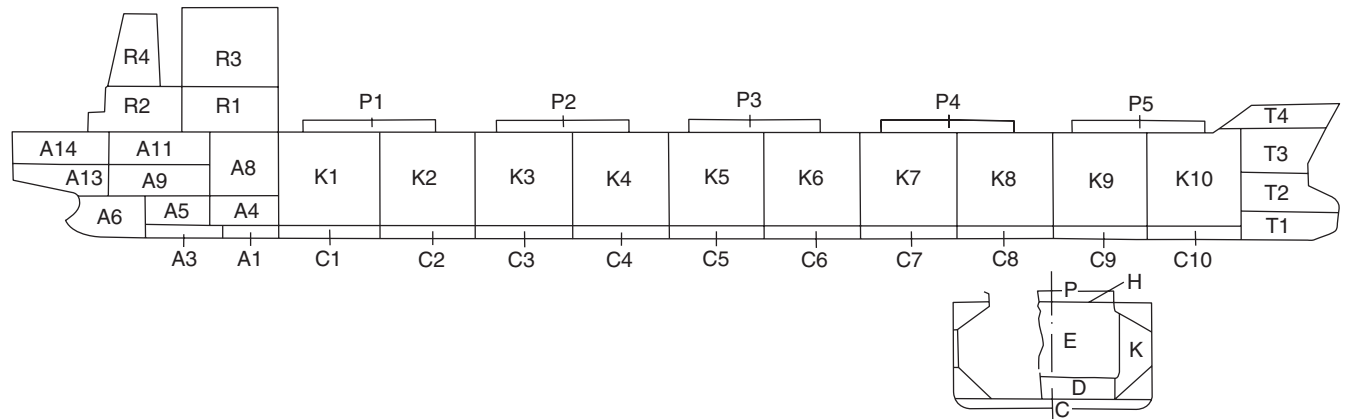 R4 R3
R2 R1 P1 P2 P3 P4 P5
T4
A14 A11 T3
A13 A9 A8 K1 K2 K3 K4 K5 K6 K7 K8 K9 K10
T2
A6 A5 A4
T1
A3 A1 C1 C2 C3 C4 C5 C6 C7 C8 C9 C10
P H
E K
D
C